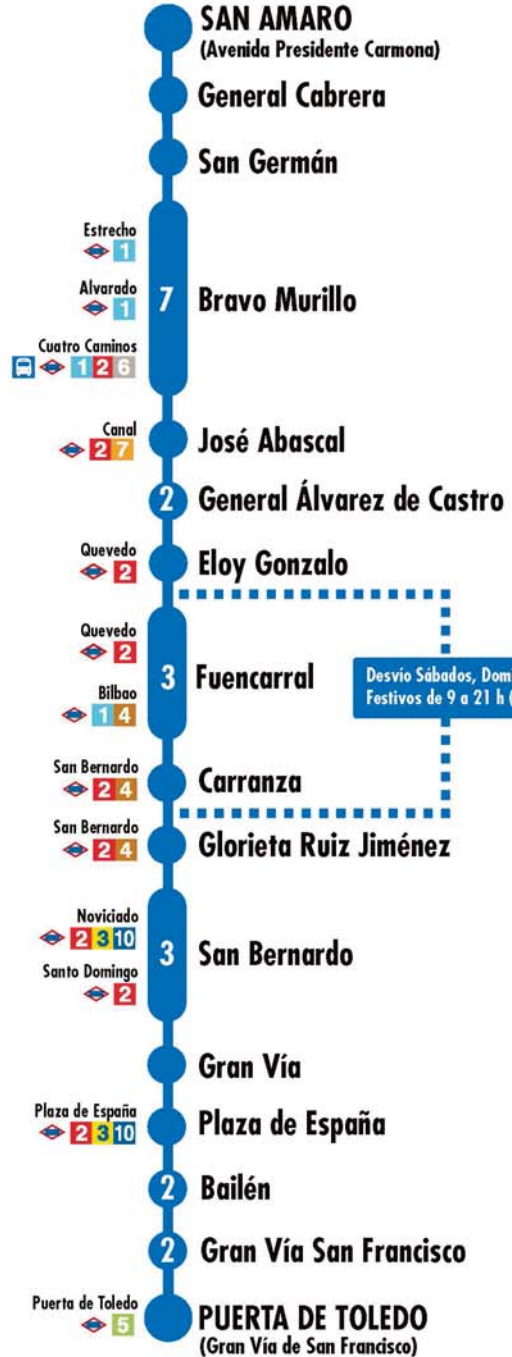 SAN AMARO
(Avenida Presidente Carmona)
General Cabrera
San Germán
Estrecho
1
Alvarado
1
7 Bravo Murillo
Cuatro Caminos
1 2 6
Canal
2 7
José Abascal
2 General Álvarez de Castro
Quevedo
2
Eloy Gonzalo
Quevedo
2
3 Fuencarral
Desvío Sábados, Dom
Festivos de 9 a 21 h (
Bilbao
1 4
San Bernardo
2 4
Carranza
San Bernardo
2 4
Glorieta Ruiz Jiménez
Noviciado
2 3 10
3 San Bernardo
Santo Domingo
2
Gran Vía
Plaza de España
2 3 10
Plaza de España
2 Bailén
2 Gran Vía San Francisco
Puerta de Toledo
5
PUERTA DE TOLEDO
(Gran Vía de San Francisco)